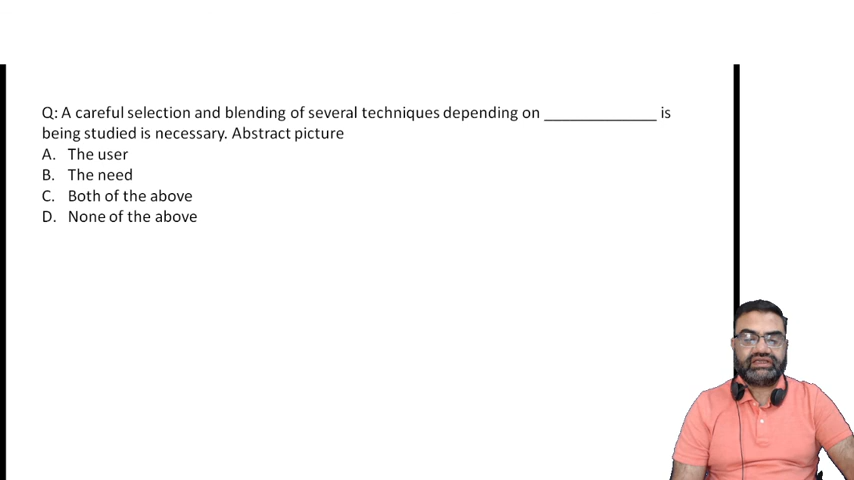 Q: A careful selection and blending of several techniques depending on ______________ is
being studied is necessary. Abstract picture
A. The user
B. The need
C. Both of the above
D. None of the above